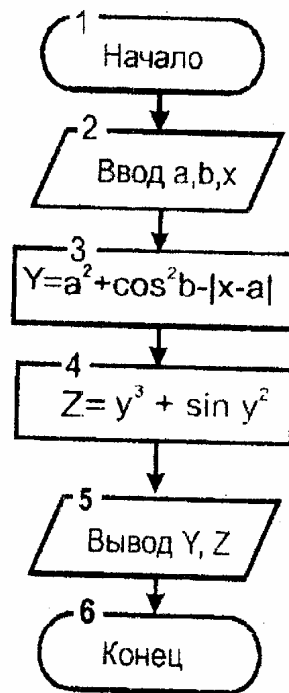 1
Начало
2
Ввод a,b,x
3
Y=a²+cos²b-|x-a|
4
Z= y³ + sin y²
5
Вывод Y, Z
6
Конец